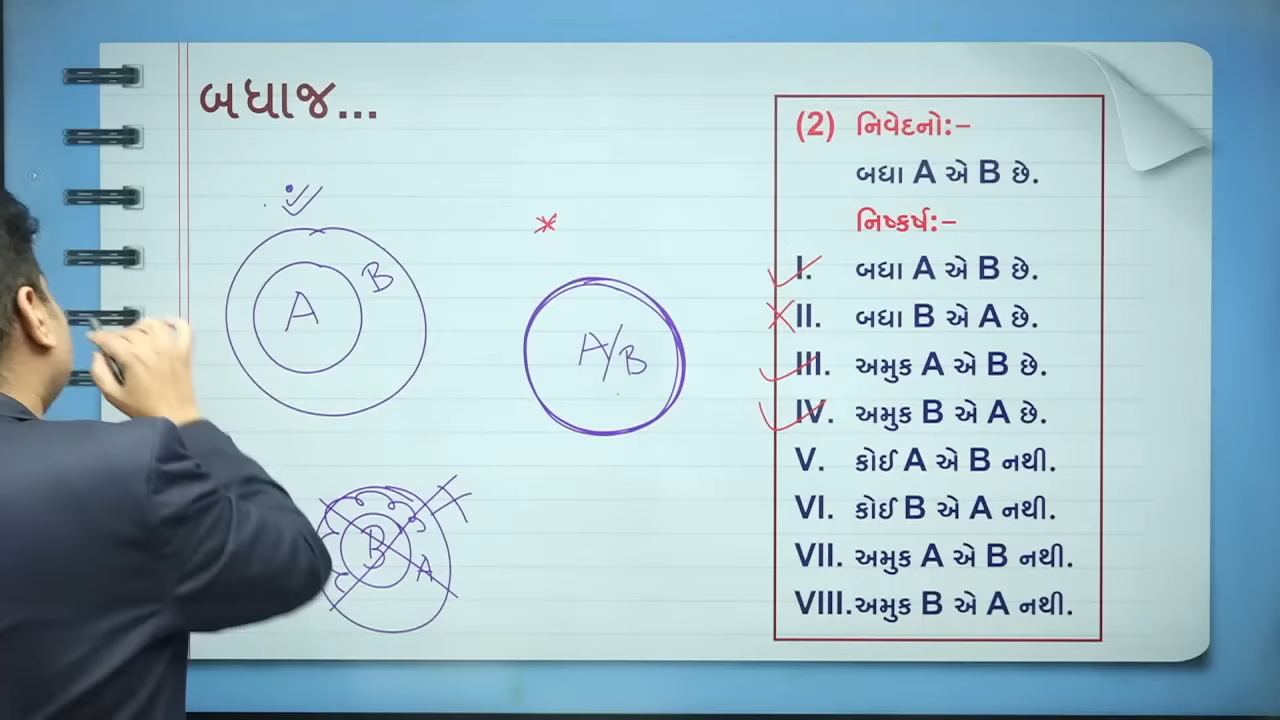 બધાજ...
(2) નિવેદનો:–
બધા A એ B છે.
નિષ્કર્ષ:–
I. બધા A એ B છે.
II. બધા B એ A છે.
III. અમુક A એ B છે.
IV. અમુક B એ A છે.
V. કોઈ A એ B નથી.
VI. કોઈ B એ A નથી.
VII. અમુક A એ B નથી.
VIII. અમુક B એ A નથી.
A B
A/B
B A